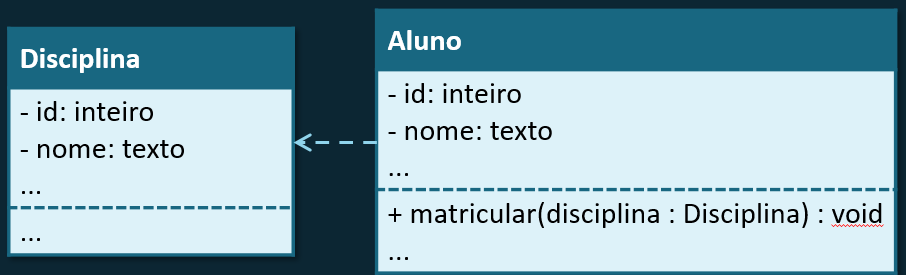 Disciplina
- id: inteiro
- nome: texto
...
...
Aluno
- id: inteiro
- nome: texto
...
+ matricular(disciplina : Disciplina) : void
...